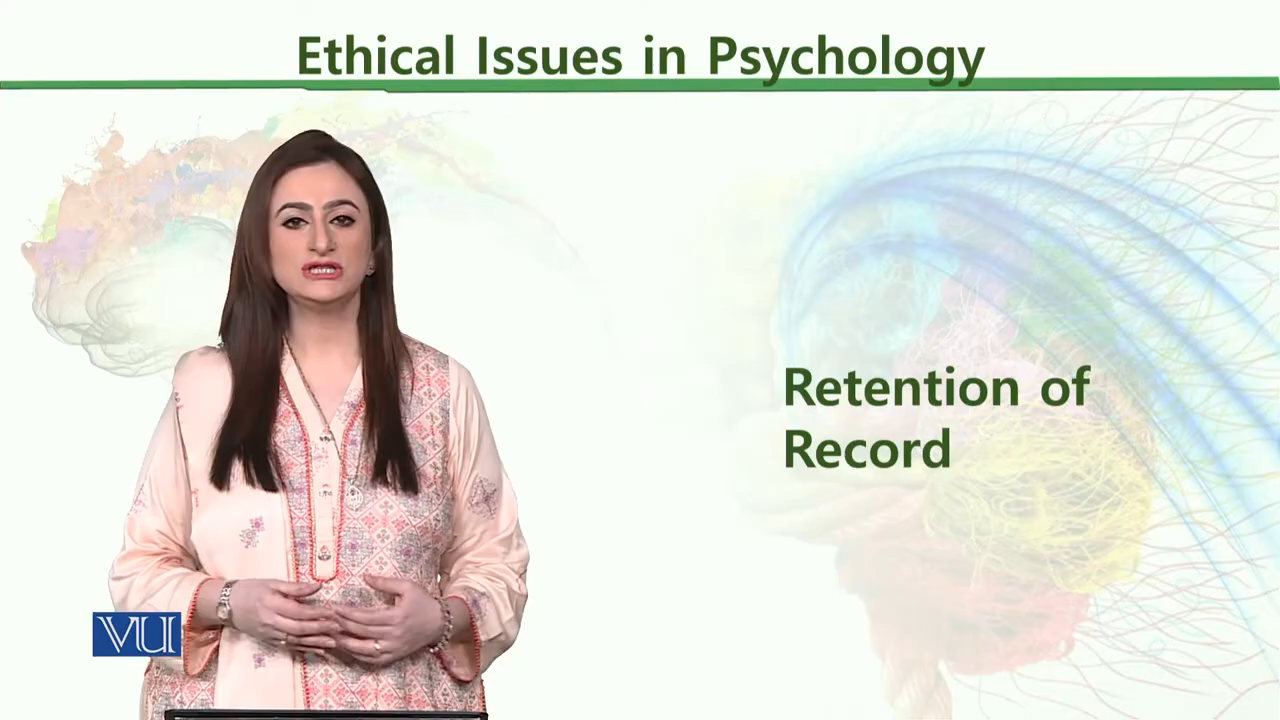 Ethical Issues in Psychology
Retention of
Record
VU